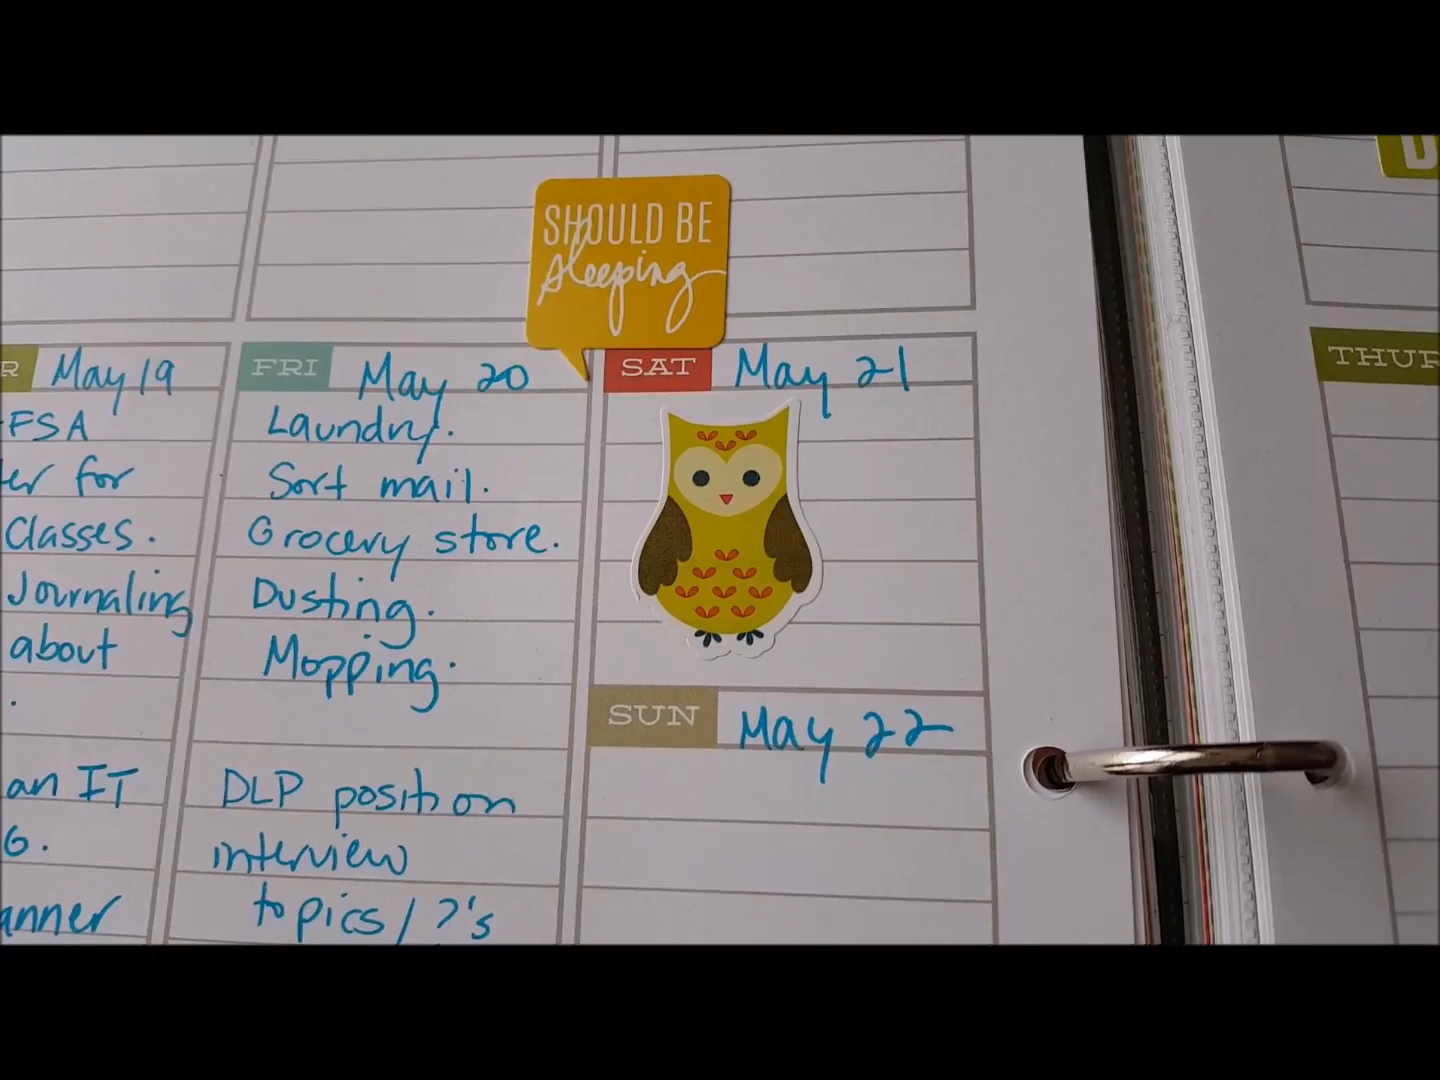 SHOULD BE
sleeping
R May 19
FSA
er for
Classes.
Journaling
about
.
an IT
6.
anner
FRI May 20
Laundry.
Sort mail.
Grocery store.
Dusting.
Mopping.
DLP position
interview
topics/?'s
SAT May 21
SUN May 22
D
THUR